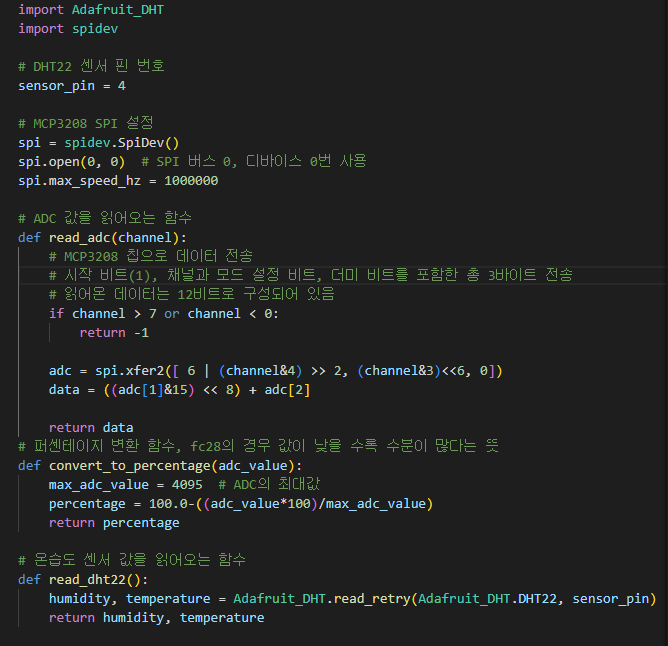 import Adafruit_DHT
import spidev
# DHT22 센서 핀 번호
sensor_pin = 4
# MCP3208 SPI 설정
spi = spidev.SpiDev()
spi.open(0, 0)  # SPI 버스 0, 디바이스 0번 사용
spi.max_speed_hz = 1000000
# ADC 값을 읽어오는 함수
def read_adc(channel):
    # MCP3208 칩으로 데이터 전송
    # 시작 비트(1), 채널과 모드 설정 비트, 더미 비트를 포함한 총 3바이트 전송
    # 읽어온 데이터는 12비트로 구성되어 있음
    if channel > 7 or channel < 0:
        return -1
    adc = spi.xfer2([ 6 | (channel&4) >> 2, (channel&3)<<6, 0])
    data = ((adc[1]&15) << 8) + adc[2]
    return data
# 퍼센테이지 변환 함수, fc28의 경우 값이 낮을 수록 수분이 많다는 뜻
def convert_to_percentage(adc_value):
    max_adc_value = 4095  # ADC의 최대값
    percentage = 100.0-((adc_value*100)/max_adc_value)
    return percentage
# 온습도 센서 값을 읽어오는 함수
def read_dht22():
    humidity, temperature = Adafruit_DHT.read_retry(Adafruit_DHT.DHT22, sensor_pin)
    return humidity, temperature